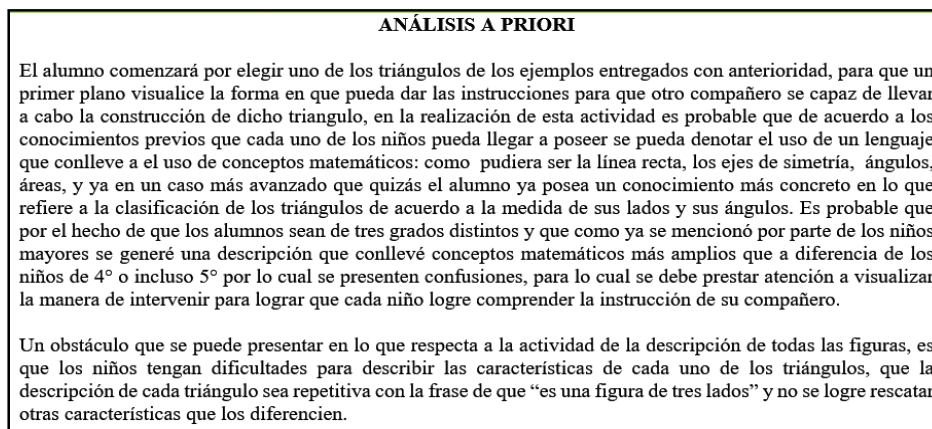 ANÁLISIS A PRIORI
El alumno comenzará por elegir uno de los triángulos de los ejemplos entregados con anterioridad, para que un
primer plano visualice la forma en que pueda dar las instrucciones para que otro compañero se capaz de llevar
a cabo la construcción de dicho triangulo, en la realización de esta actividad es probable que de acuerdo a los
conocimientos previos que cada uno de los niños pueda llegar a poseer se pueda denotar el uso de un lenguaje
que conlleve a el uso de conceptos matemáticos: como pudiera ser la línea recta, los ejes de simetría, ángulos,
áreas, y ya en un caso más avanzado que quizás el alumno ya posea un conocimiento más concreto en lo que
refiere a la clasificación de los triángulos de acuerdo a la medida de sus lados y sus ángulos. Es probable que
por el hecho de que los alumnos sean de tres grados distintos y que como ya se mencionó por parte de los niños
mayores se generé una descripción que conllevé conceptos matemáticos más amplios que a diferencia de los
niños de 4° o incluso 5° por lo cual se presenten confusiones, para lo cual se debe prestar atención a visualizar
la manera de intervenir para lograr que cada niño logre comprender la instrucción de su compañero.
Un obstáculo que se puede presentar en lo que respecta a la actividad de la descripción de todas las figuras, es
que los niños tengan dificultades para describir las características de cada uno de los triángulos, que la
descripción de cada triángulo sea repetitiva con la frase de que “es una figura de tres lados” y no se logre rescatar
otras características que los diferencien.